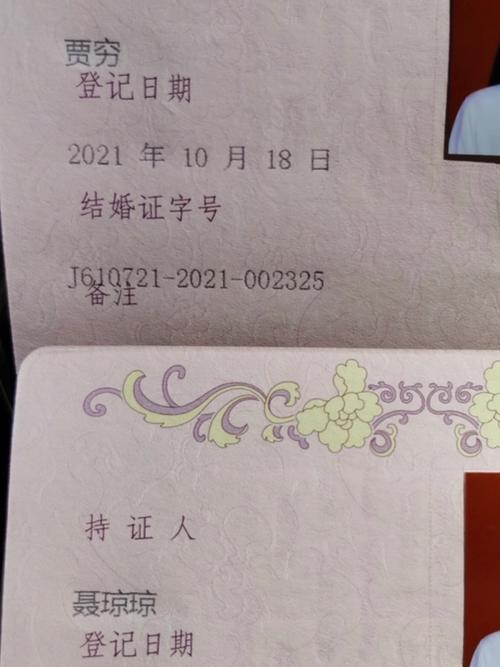 贾穷
登记日期
2021 年 10 月 18 日
结婚证字号
J610721-2021-002325
备注
持 证 人
聂琼琼
登记日期